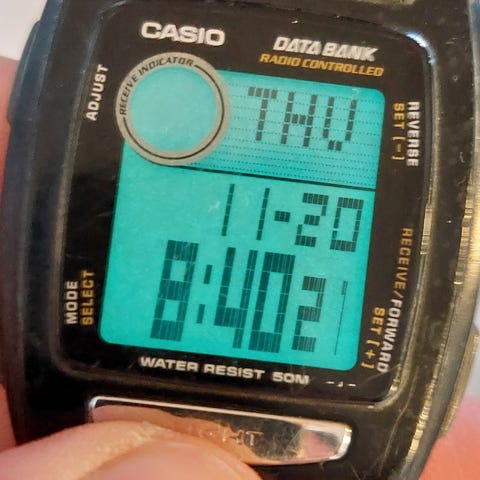 CASIO
DATA BANK
RADIO CONTROLLED
RECEIVE INDICATOR
ADJUST
THU
REVERSE
SET [-]
11-20
8:40 21
MODE
SELECT
RECEIVE/FORWARD
SET [+]
WATER RESIST 50M